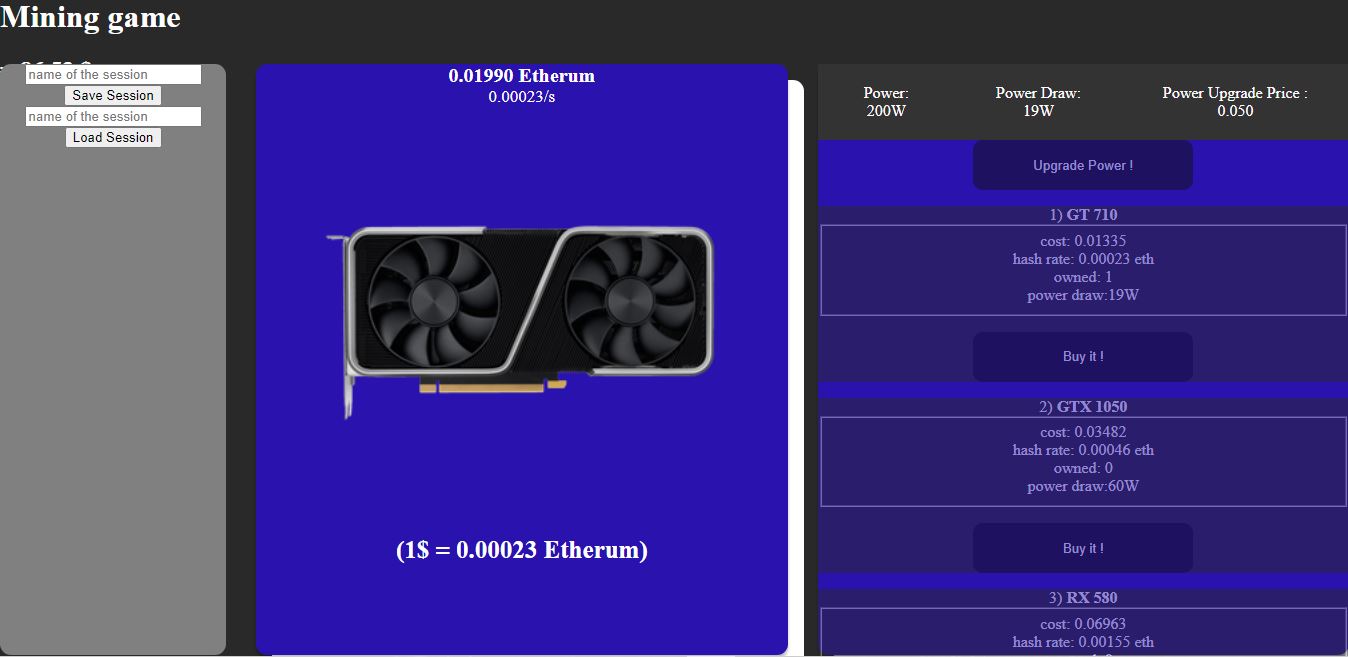 Mining game
name of the session
Save Session
name of the session
Load Session
0.01990 Etherum
0.00023/s
(1$ = 0.00023 Etherum)
Power:
200W
Power Draw:
19W
Power Upgrade Price :
0.050
Upgrade Power !
1) GT 710
cost: 0.01335
hash rate: 0.00023 eth
owned: 1
power draw:19W
Buy it !
2) GTX 1050
cost: 0.03482
hash rate: 0.00046 eth
owned: 0
power draw:60W
Buy it !
3) RX 580
cost: 0.06963
hash rate: 0.00155 eth